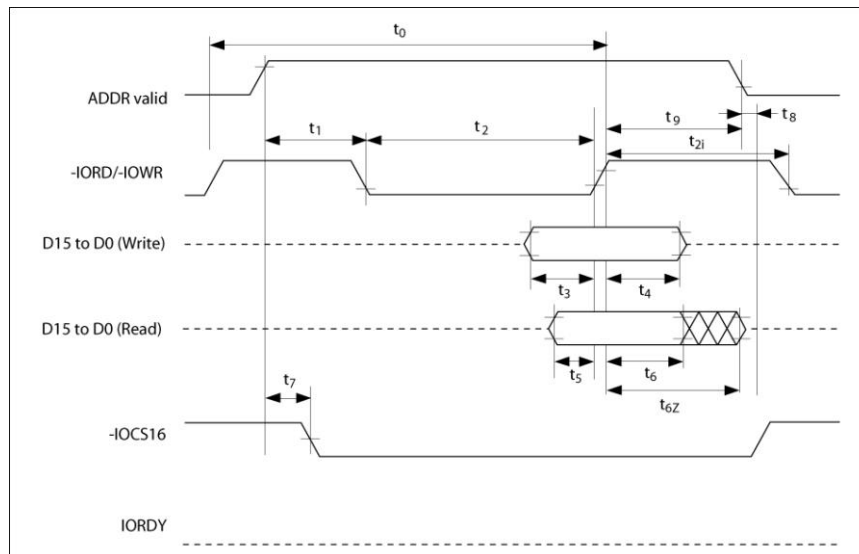 t0
ADDR valid
t9
t8
t1
t2
t2i
-IORD/-IOWR
D15 to D0 (Write)
t3
t4
D15 to D0 (Read)
t5
t6
t7
t6Z
-IOCS16
IORDY